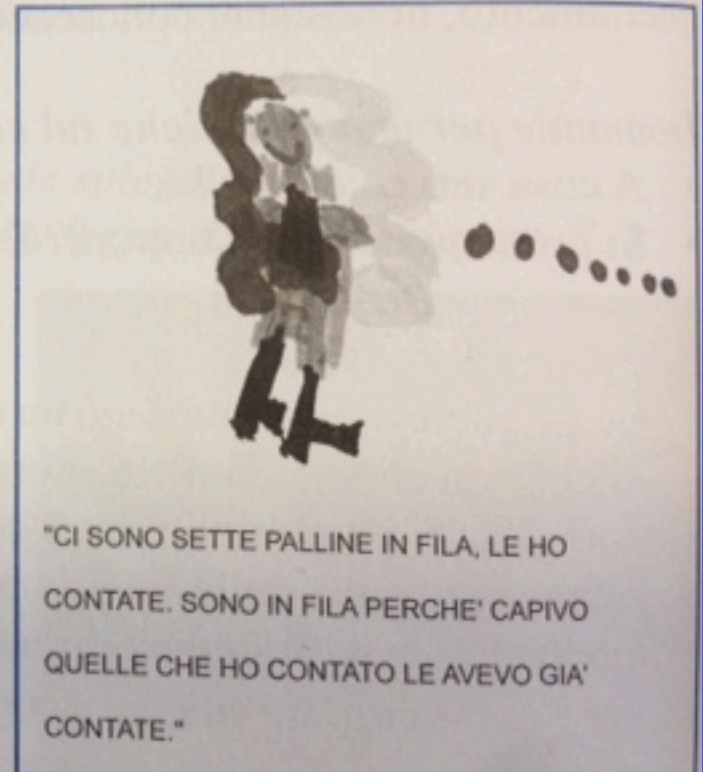 "CI SONO SETTE PALLINE IN FILA, LE HO
CONTATE. SONO IN FILA PERCHE' CAPIVO
QUELLE CHE HO CONTATO LE AVEVO GIA'
CONTATE."